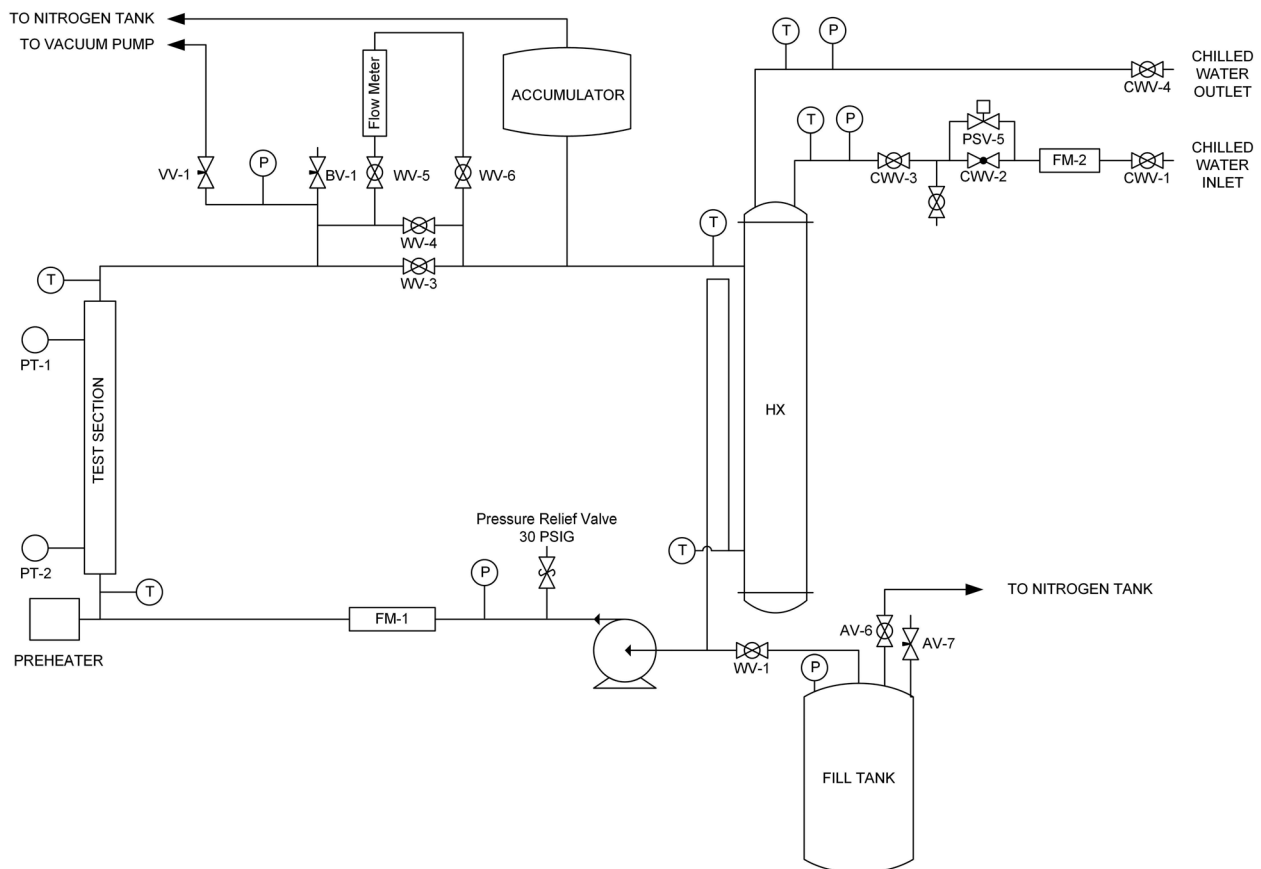 TO NITROGEN TANK
TO VACUUM PUMP
Flow Meter
ACCUMULATOR
T
P
CWV-4
CHILLED
WATER
OUTLET
T
P
PSV-5
CWV-3
CWV-2
FM-2
CWV-1
CHILLED
WATER
INLET
VV-1
P
BV-1
WV-5
WV-6
WV-4
WV-3
T
T
PT-1
TEST SECTION
HX
PT-2
T
PREHEATER
FM-1
P
Pressure Relief Valve
30 PSIG
T
WV-1
P
AV-6
AV-7
TO NITROGEN TANK
FILL TANK